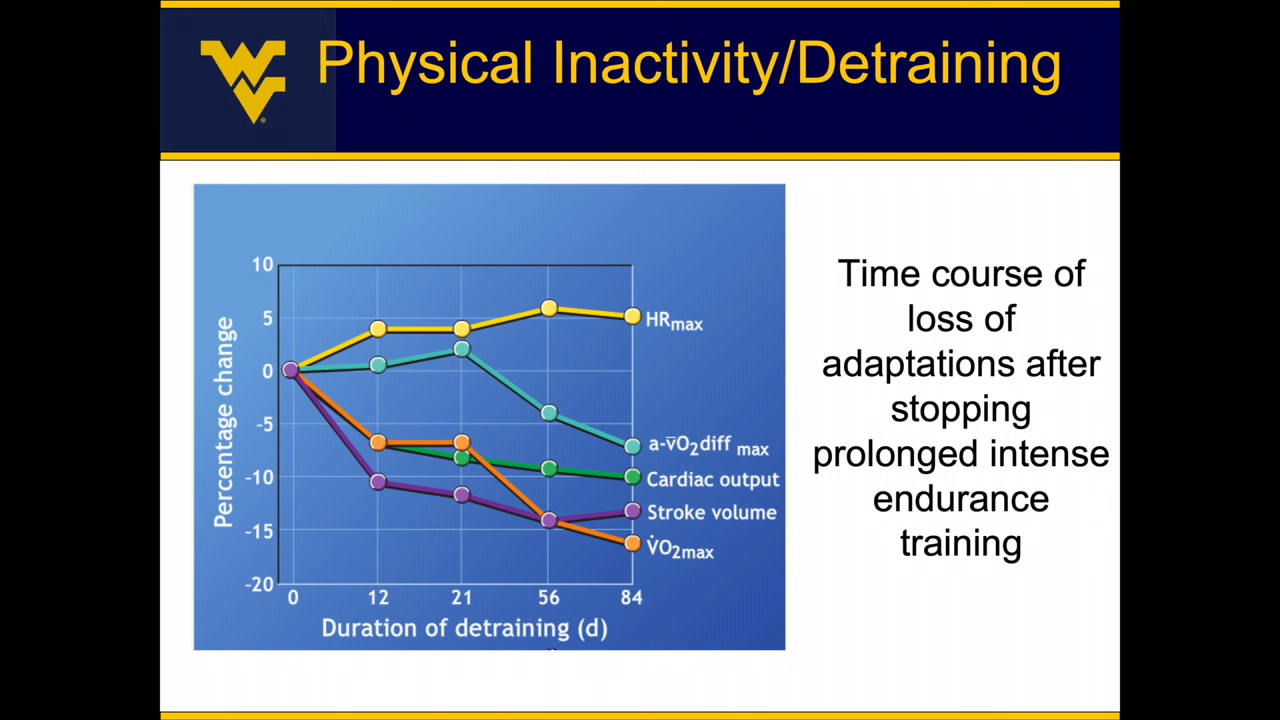 WV
Physical Inactivity/Detraining
10
5
0
-5
-10
-15
-20
Percentage change
HRmax
a-v̄O2diff max
Cardiac output
Stroke volume
V̇O2max
0 12 21 56 84
Duration of detraining (d)
Time course of
loss of
adaptations after
stopping
prolonged intense
endurance
training